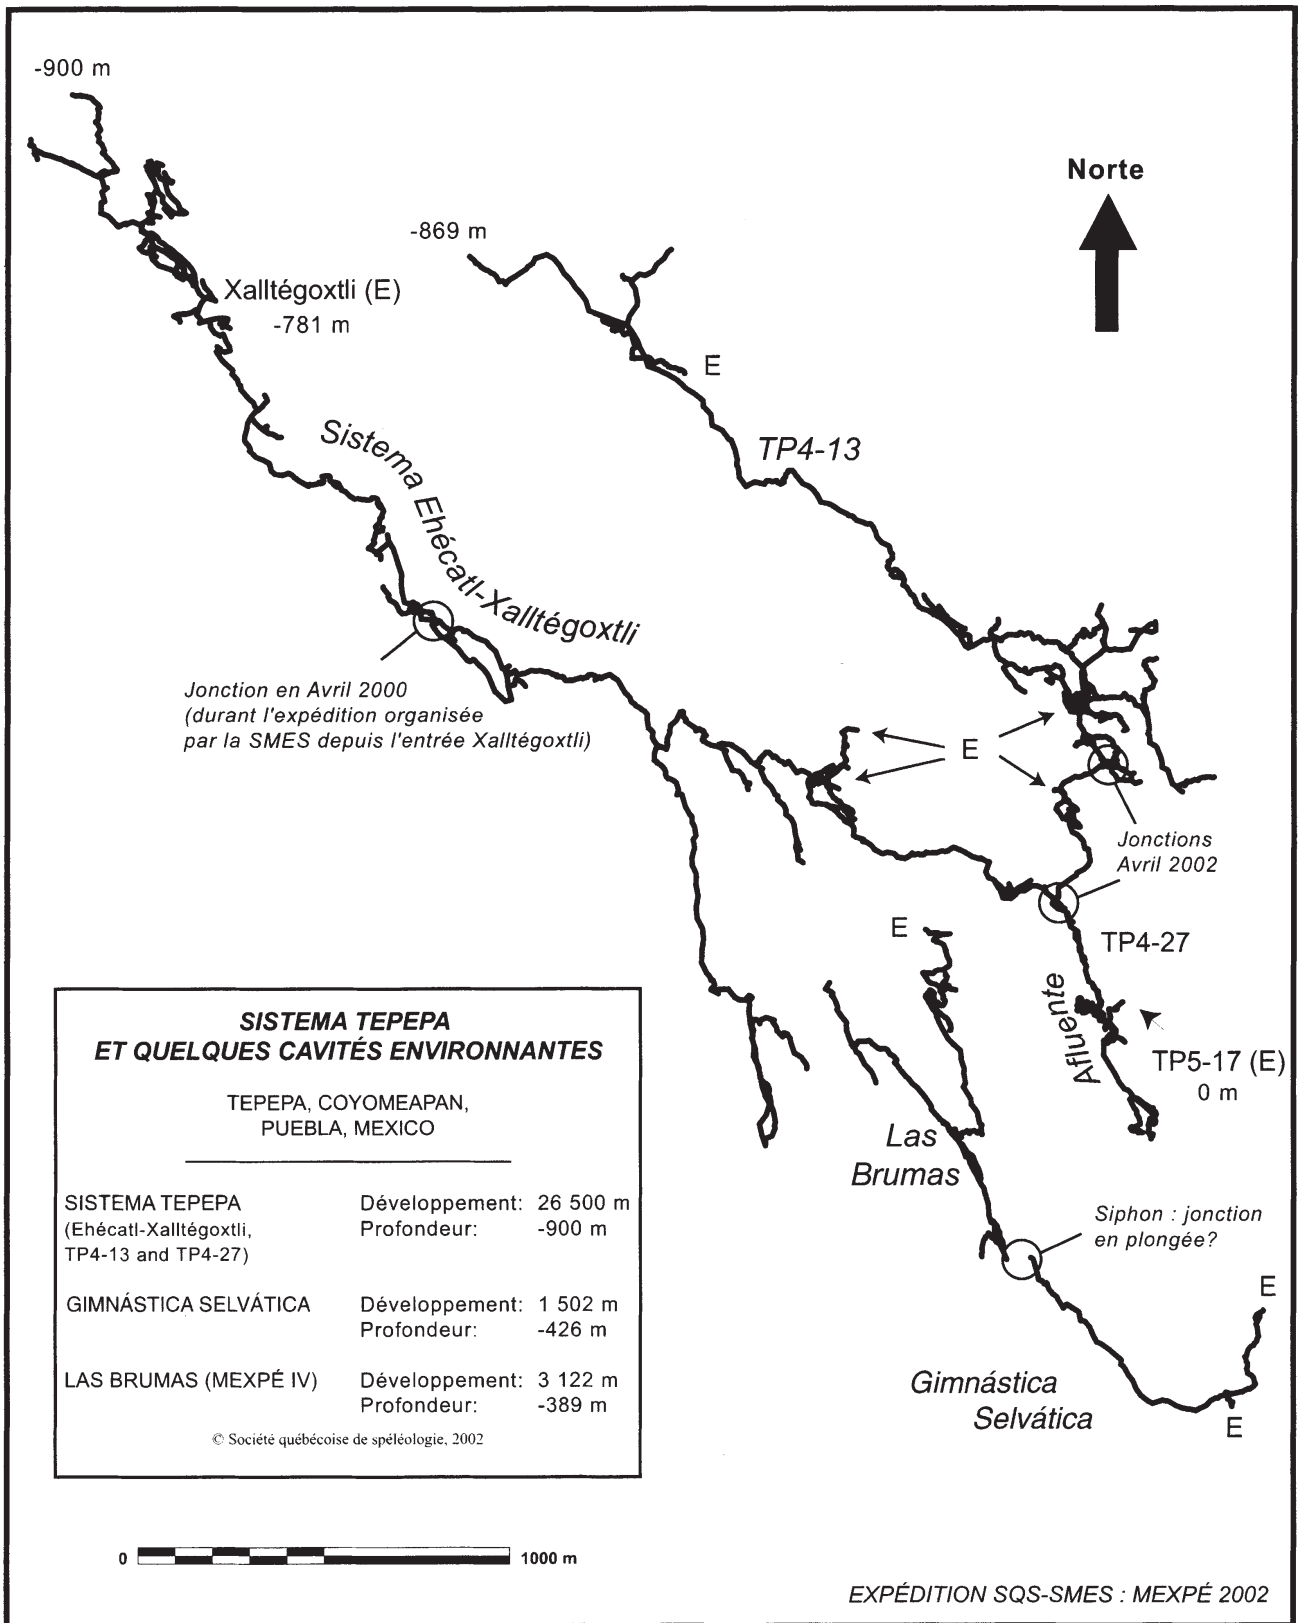 -900 m
Norte
-869 m
Xalltégoxtli (E)
-781 m
E
TP4-13
Sistema Ehécatl-Xalltégoxtli
Jonction en Avril 2000
(durant l'expédition organisée
par la SMES depuis l'entrée Xalltégoxtli)
E
Jonctions
Avril 2002
E
TP4-27
Afluente
TP5-17 (E)
0 m
Las
Brumas
Siphon : jonction
en plongée?
E
Gimnástica
Selvática
E
SISTEMA TEPEPA
ET QUELQUES CAVITÉS ENVIRONNANTES
TEPEPA, COYOMEAPAN,
PUEBLA, MEXICO
SISTEMA TEPEPA Développement: 26 500 m
(Ehécatl-Xalltégoxtli, Profondeur: -900 m
TP4-13 and TP4-27)
GIMNÁSTICA SELVÁTICA Développement: 1 502 m
Profondeur: -426 m
LAS BRUMAS (MEXPÉ IV) Développement: 3 122 m
Profondeur: -389 m
© Société québécoise de spéléologie, 2002
0 1000 m
EXPÉDITION SQS-SMES : MEXPÉ 2002